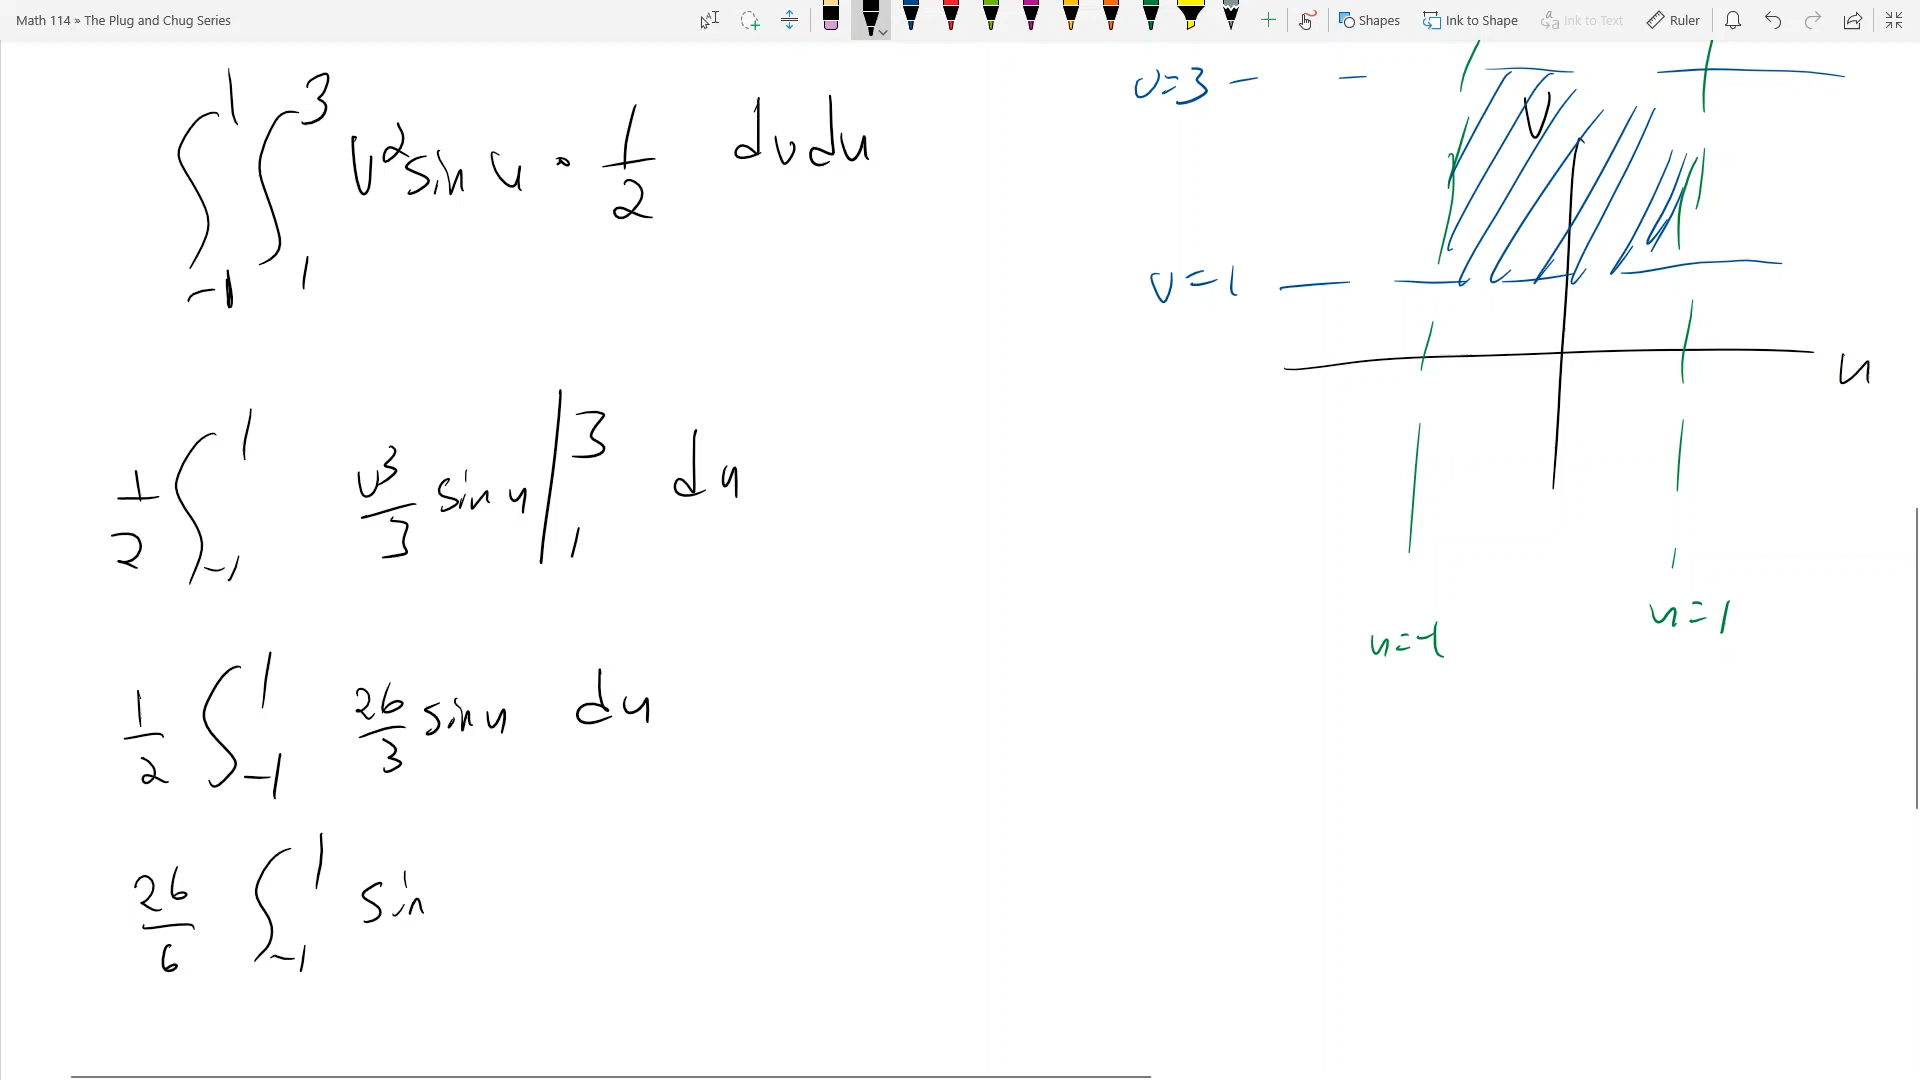 Math 114 » The Plug and Chug Series
Shapes
Ink to Shape
Ink to Text
Ruler
∫_{-1}^{1} ∫_{1}^{3} v² sin u · 1/2 dv du
1/2 ∫_{-1}^{1} v³/3 sin u |_{1}^{3} du
1/2 ∫_{-1}^{1} 26/3 sin u du
26/6 ∫_{-1}^{1} sin
v=3
v
v=1
u
u=-1
u=1